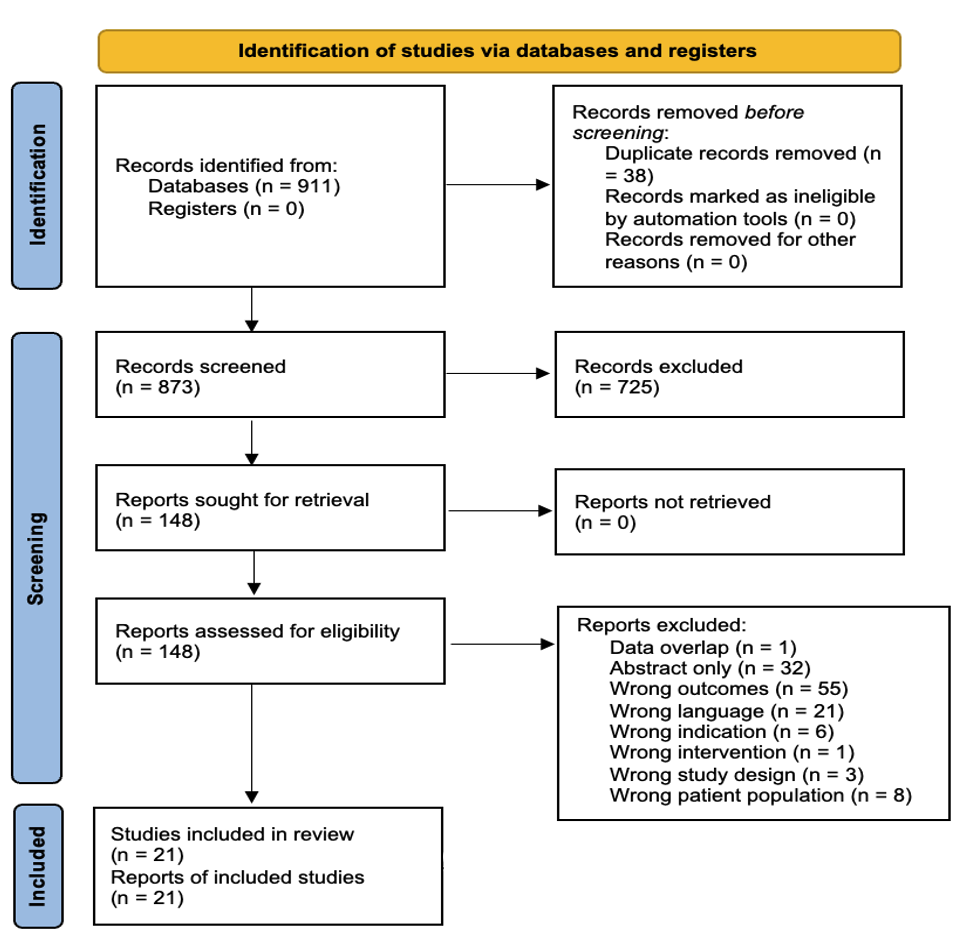 Identification of studies via databases and registers
Identification
Records identified from:
Databases (n = 911)
Registers (n = 0)
Records removed before
screening:
Duplicate records removed (n
= 38)
Records marked as ineligible
by automation tools (n = 0)
Records removed for other
reasons (n = 0)
Screening
Records screened
(n = 873)
Records excluded
(n = 725)
Reports sought for retrieval
(n = 148)
Reports not retrieved
(n = 0)
Reports assessed for eligibility
(n = 148)
Reports excluded:
Data overlap (n = 1)
Abstract only (n = 32)
Wrong outcomes (n = 55)
Wrong language (n = 21)
Wrong indication (n = 6)
Wrong intervention (n = 1)
Wrong study design (n = 3)
Wrong patient population (n = 8)
Included
Studies included in review
(n = 21)
Reports of included studies
(n = 21)